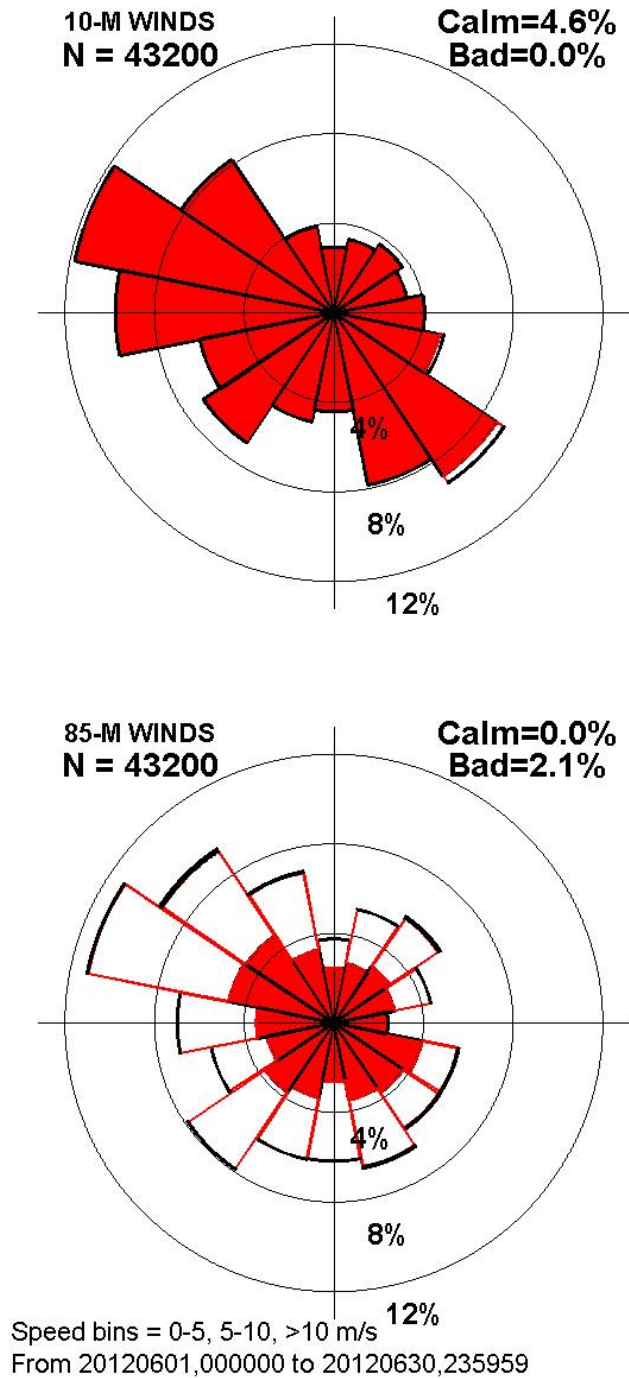 10-M WINDS
N = 43200
Calm=4.6%
Bad=0.0%
4%
8%
12%
85-M WINDS
N = 43200
Calm=0.0%
Bad=2.1%
4%
8%
12%
Speed bins = 0-5, 5-10, >10 m/s
From 20120601,000000 to 20120630,235959